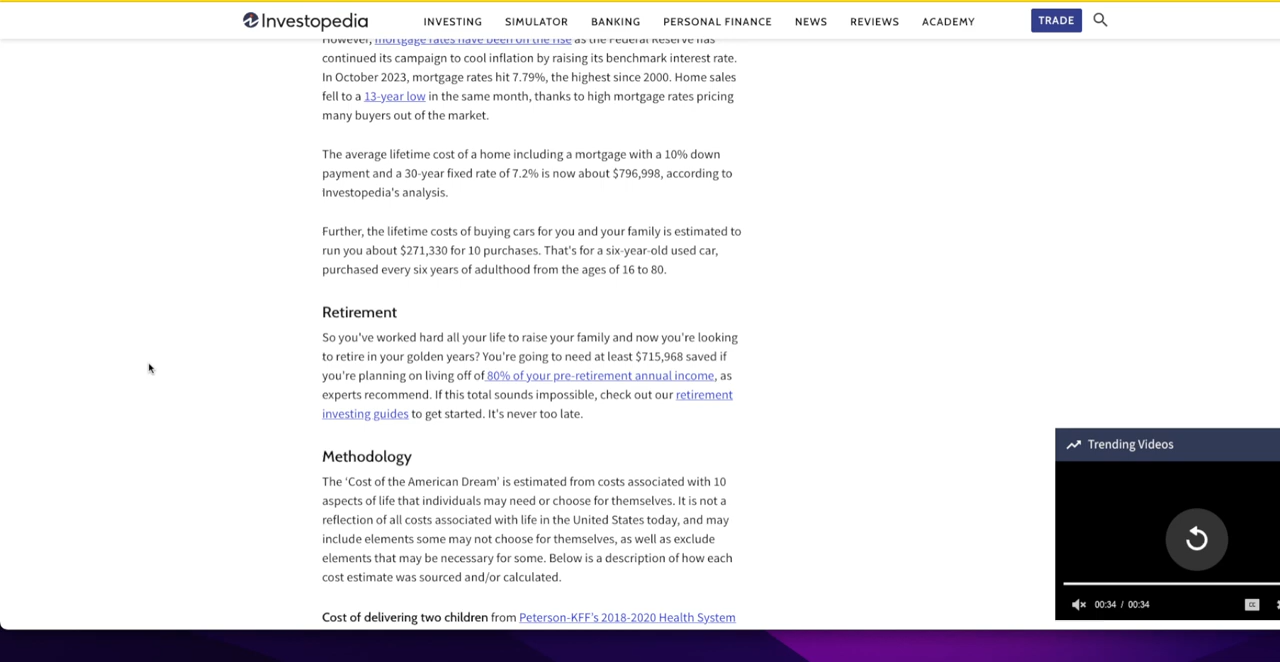 Investopedia
INVESTING SIMULATOR BANKING PERSONAL FINANCE NEWS REVIEWS ACADEMY TRADE
However, mortgage rates have been on the rise as the Federal Reserve has
continued its campaign to cool inflation by raising its benchmark interest rate.
In October 2023, mortgage rates hit 7.79%, the highest since 2000. Home sales
fell to a 13-year low in the same month, thanks to high mortgage rates pricing
many buyers out of the market.
The average lifetime cost of a home including a mortgage with a 10% down
payment and a 30-year fixed rate of 7.2% is now about $796,998, according to
Investopedia's analysis.
Further, the lifetime costs of buying cars for you and your family is estimated to
run you about $271,330 for 10 purchases. That's for a six-year-old used car,
purchased every six years of adulthood from the ages of 16 to 80.
Retirement
So you've worked hard all your life to raise your family and now you're looking
to retire in your golden years? You're going to need at least $715,968 saved if
you're planning on living off of 80% of your pre-retirement annual income, as
experts recommend. If this total sounds impossible, check out our retirement
investing guides to get started. It's never too late.
Methodology
The ‘Cost of the American Dream’ is estimated from costs associated with 10
aspects of life that individuals may need or choose for themselves. It is not a
reflection of all costs associated with life in the United States today, and may
include elements some may not choose for themselves, as well as exclude
elements that may be necessary for some. Below is a description of how each
cost estimate was sourced and/or calculated.
Cost of delivering two children from Peterson-KFF’s 2018-2020 Health System
Trending Videos
00:34 / 00:34
CC